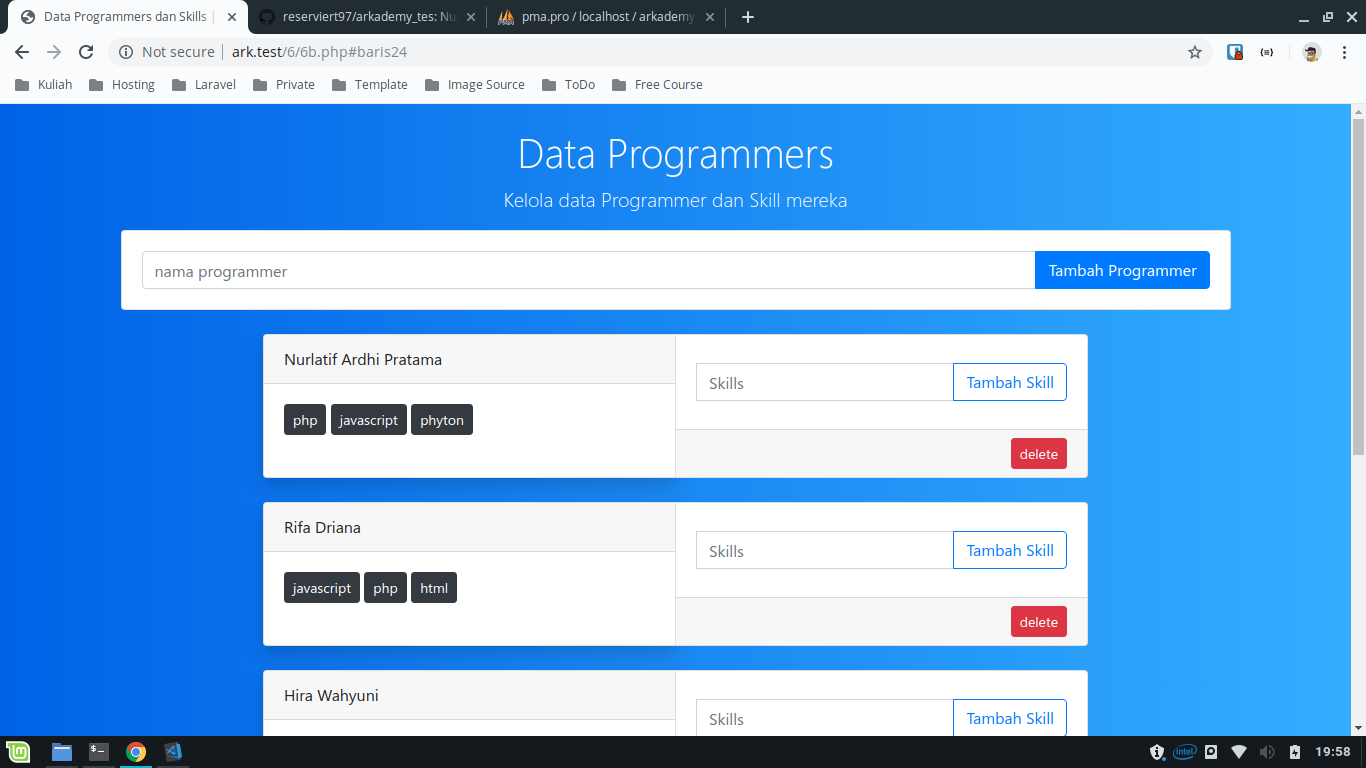 Data Programmers dan Skills |
reserviert97/arkademy_tes: Nu
pma.pro / localhost / arkademy
Not secure | ark.test/6/6b.php#baris24
Kuliah Hosting Laravel Private Template Image Source ToDo Free Course
Data Programmers
Kelola data Programmer dan Skill mereka
nama programmer Tambah Programmer
Nurlatif Ardhi Pratama
php javascript phyton
Skills Tambah Skill
delete
Rifa Driana
javascript php html
Skills Tambah Skill
delete
Hira Wahyuni
Skills Tambah Skill
intel 19:58